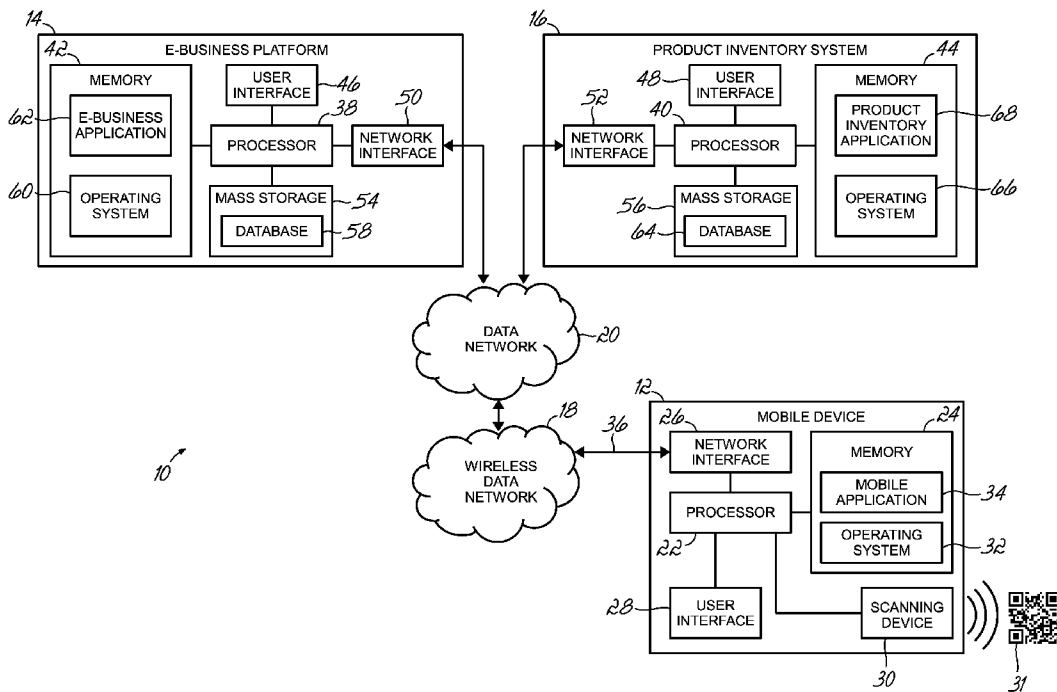 14
E-BUSINESS PLATFORM
42
MEMORY
62
E-BUSINESS
APPLICATION
60
OPERATING
SYSTEM
USER
INTERFACE
46
38
PROCESSOR
50
NETWORK
INTERFACE
MASS STORAGE
54
DATABASE
58
16
PRODUCT INVENTORY SYSTEM
44
48
USER
INTERFACE
52
NETWORK
INTERFACE
40
PROCESSOR
56
MASS STORAGE
64
DATABASE
MEMORY
PRODUCT
INVENTORY
APPLICATION
68
OPERATING
SYSTEM
66
DATA
NETWORK
20
18
WIRELESS
DATA
NETWORK
36
10
12
MOBILE DEVICE
26
NETWORK
INTERFACE
24
MEMORY
MOBILE
APPLICATION
34
OPERATING
SYSTEM
32
PROCESSOR
22
28
USER
INTERFACE
SCANNING
DEVICE
30
31